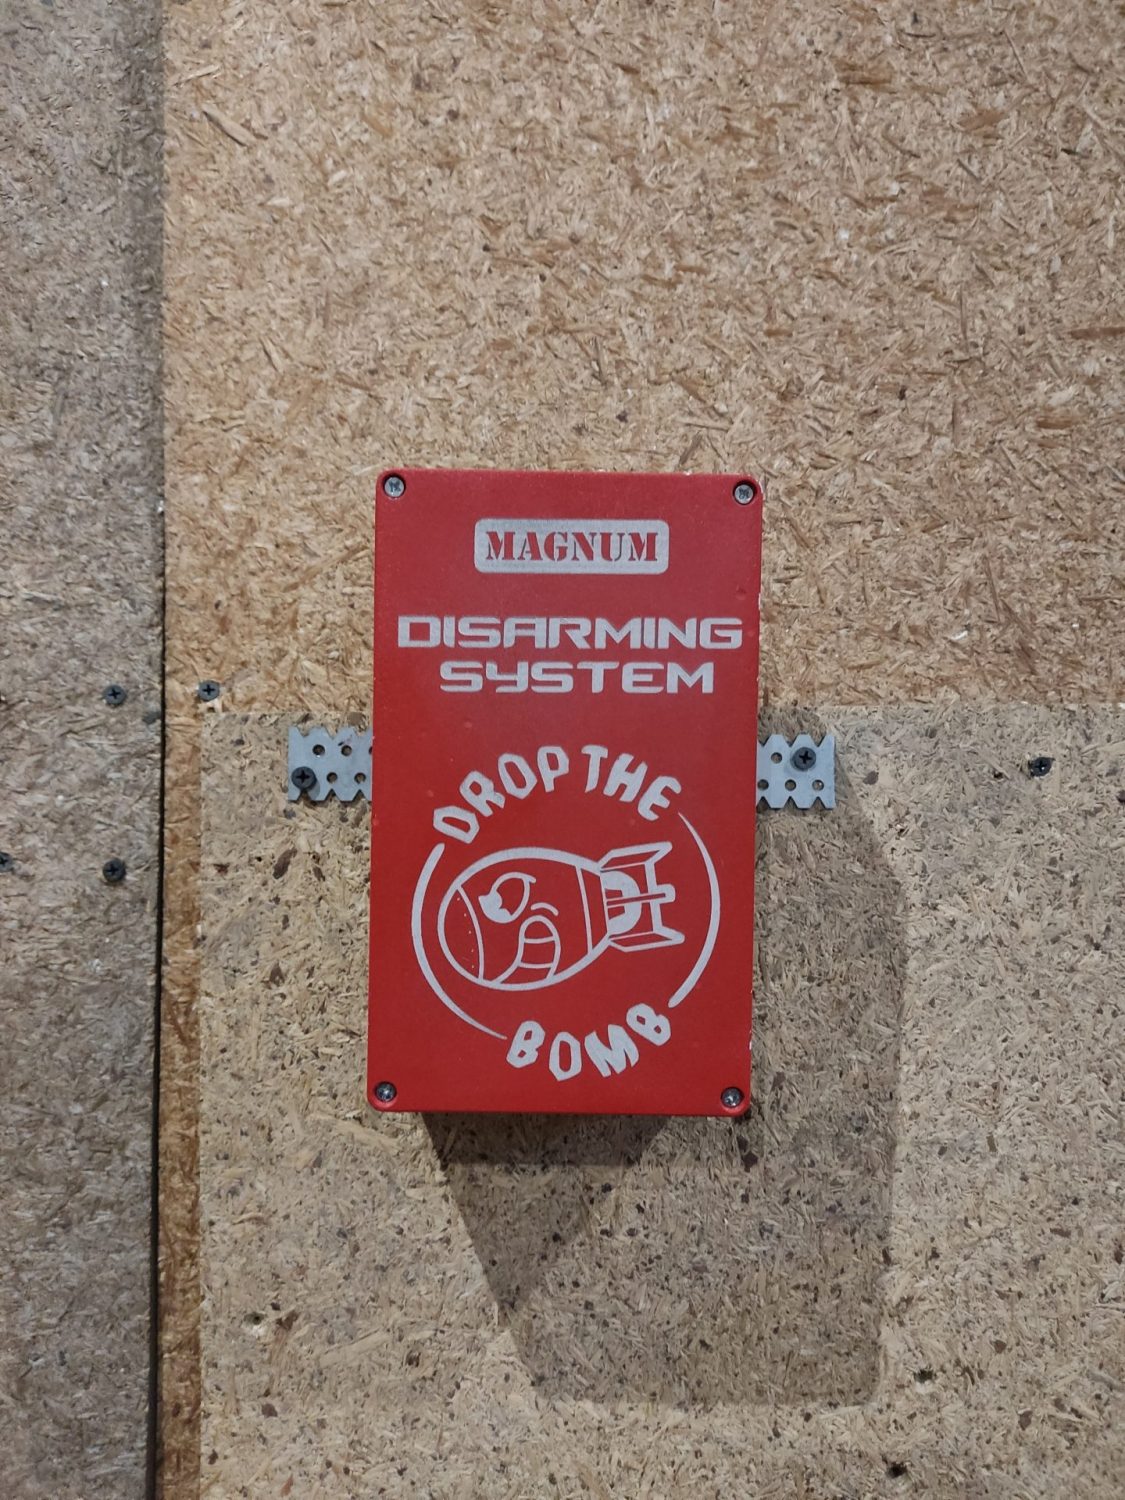 MAGNUM
DISARMING
SYSTEM
DROP THE
BOMB